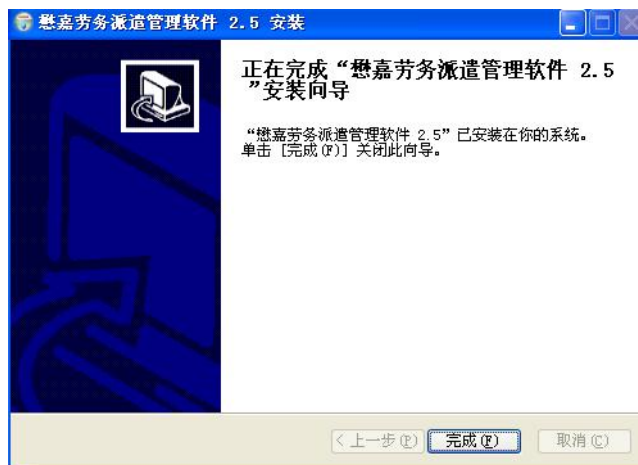 懋嘉劳务派遣管理软件 2.5 安装
正在完成“懋嘉劳务派遣管理软件 2.5
”安装向导
“懋嘉劳务派遣管理软件 2.5”已安装在你的系统。
单击 [完成(F)] 关闭此向导。
< 上一步(P) 完成(F) 取消(C)